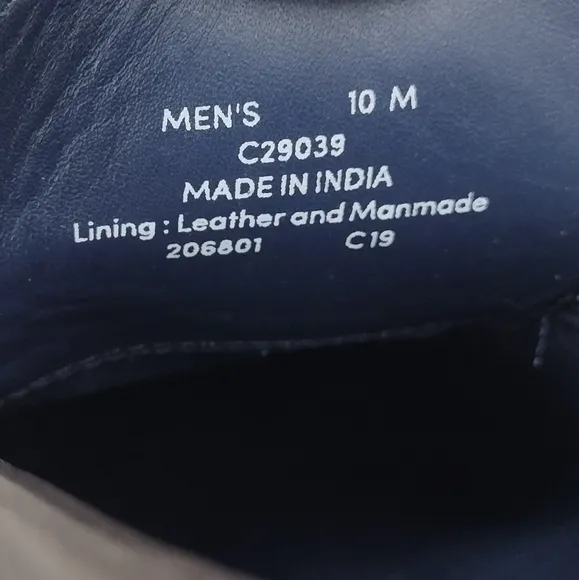 MEN'S 10 M
C29039
MADE IN INDIA
Lining : Leather and Manmade
206801 C19